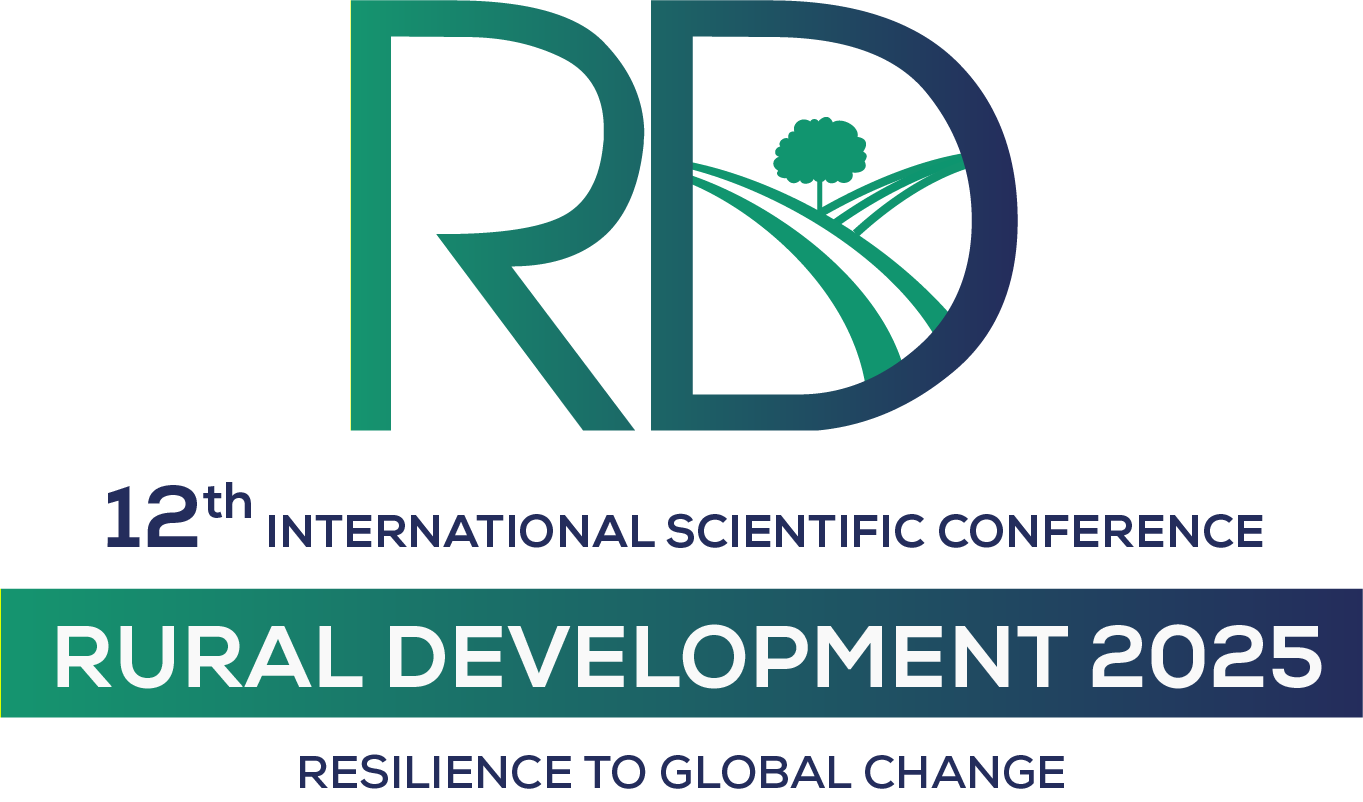 RD
12th INTERNATIONAL SCIENTIFIC CONFERENCE
RURAL DEVELOPMENT 2025
RESILIENCE TO GLOBAL CHANGE